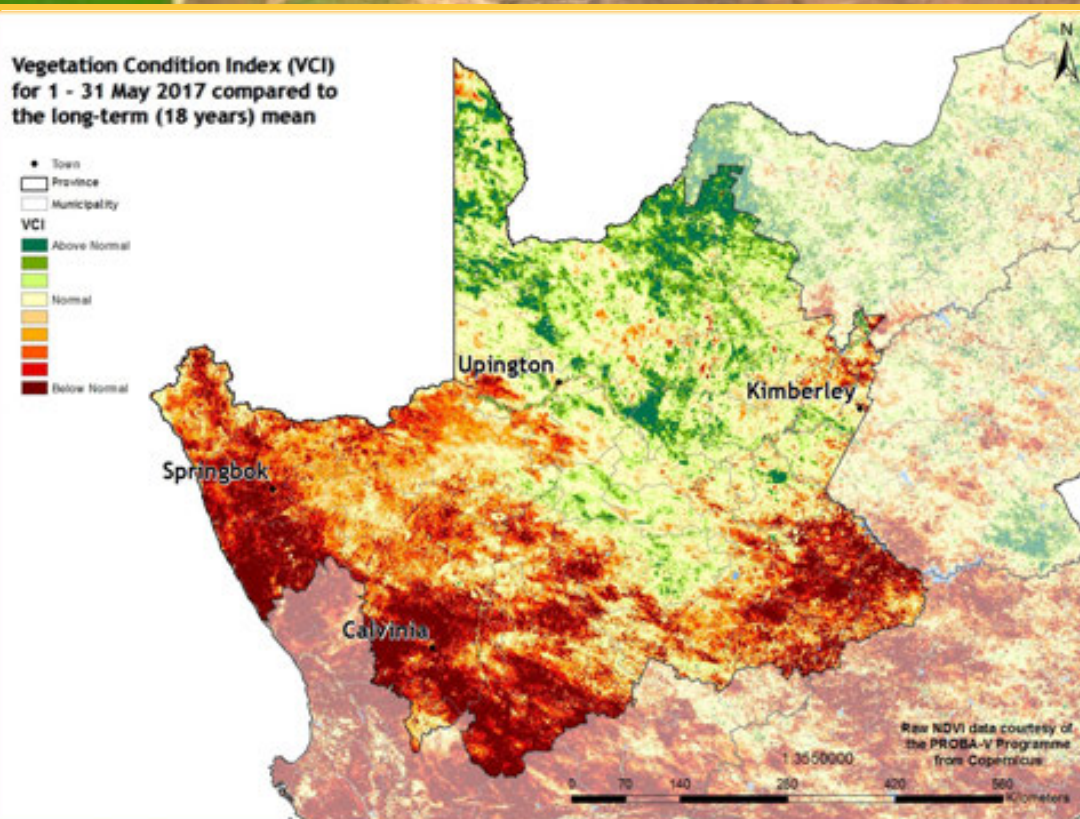 Vegetation Condition Index (VCI)
for 1 - 31 May 2017 compared to
the long-term (18 years) mean
N
Town
Province
Municipality
VCI
Above Normal
Normal
Below Normal
Upington
Kimberley
Springbok
Calvinia
Raw NDVI data courtesy of
the PROBA-V Programme
from Copernicus
1:3550000
0 70 140 280 420 560
Kilometers